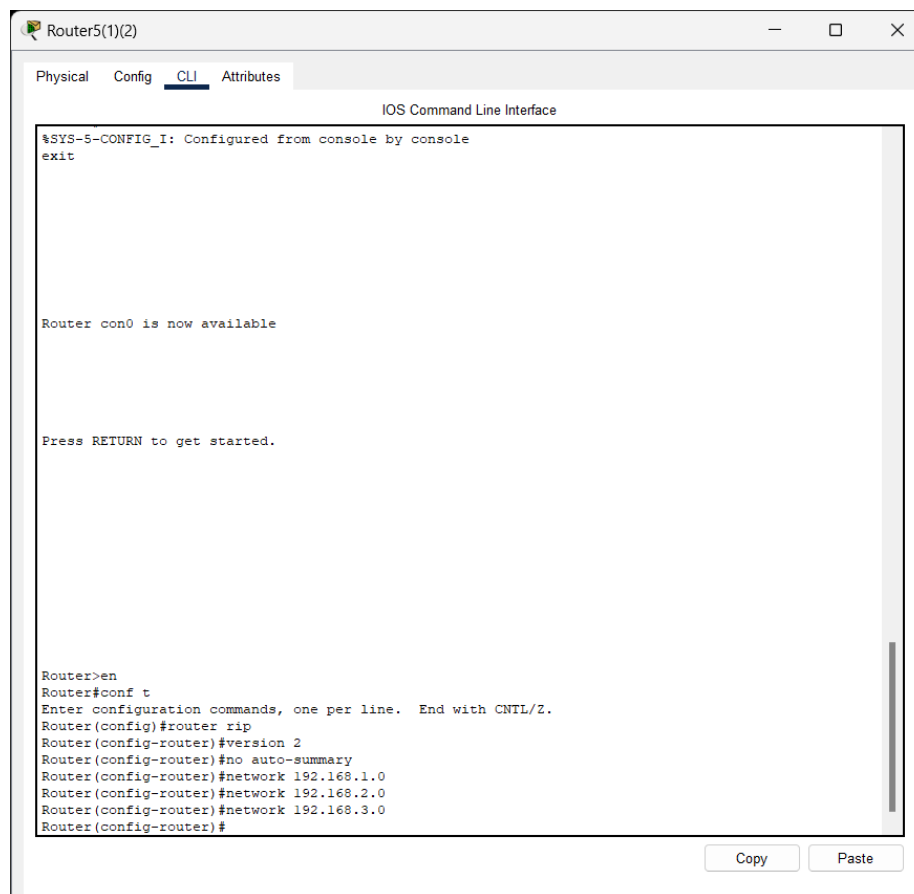 Router5(1)(2)
Physical Config CLI Attributes
IOS Command Line Interface
%SYS-5-CONFIG_I: Configured from console by console
exit
Router con0 is now available
Press RETURN to get started.
Router>en
Router#conf t
Enter configuration commands, one per line.  End with CNTL/Z.
Router(config)#router rip
Router(config-router)#version 2
Router(config-router)#no auto-summary
Router(config-router)#network 192.168.1.0
Router(config-router)#network 192.168.2.0
Router(config-router)#network 192.168.3.0
Router(config-router)#
Copy Paste